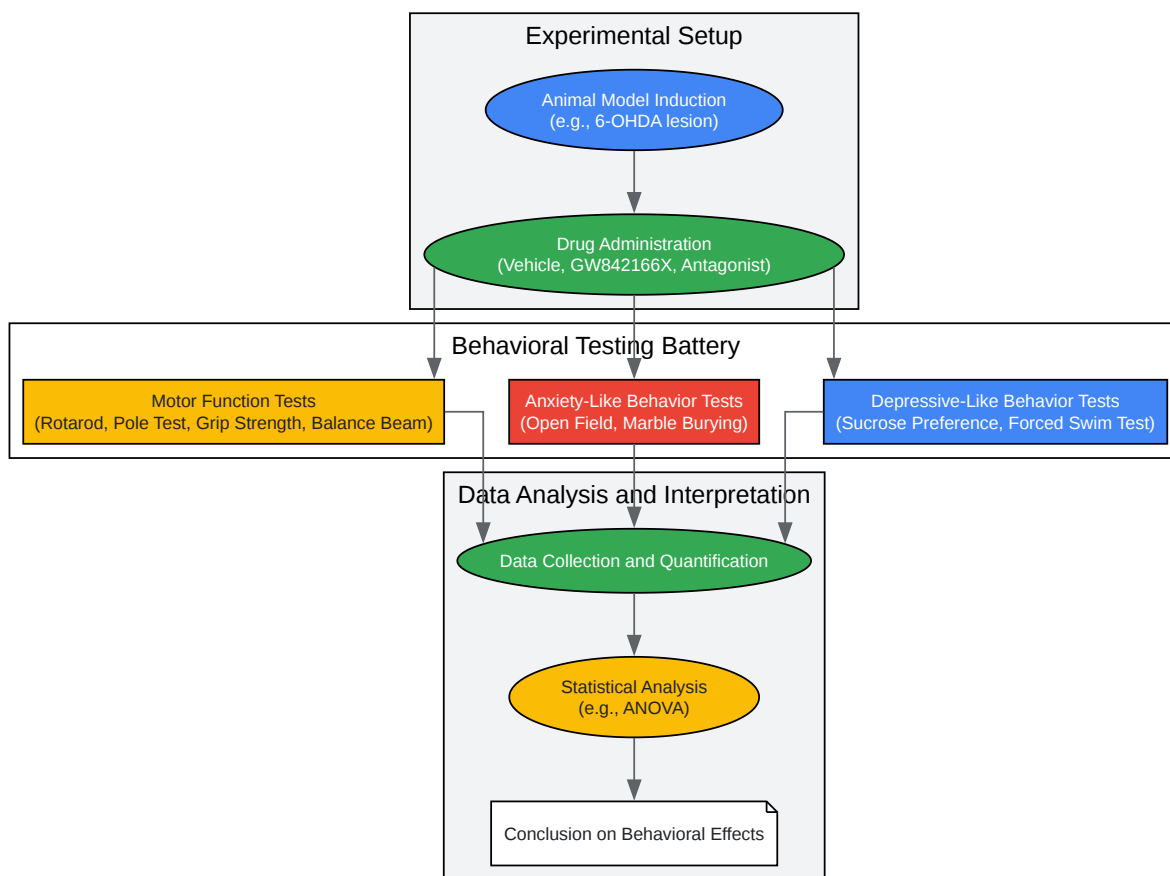 Experimental Setup
Animal Model Induction
(e.g., 6-OHDA lesion)
Drug Administration
(Vehicle, GW842166X, Antagonist)
Behavioral Testing Battery
Motor Function Tests
(Rotarod, Pole Test, Grip Strength, Balance Beam)
Anxiety-Like Behavior Tests
(Open Field, Marble Burying)
Depressive-Like Behavior Tests
(Sucrose Preference, Forced Swim Test)
Data Analysis and Interpretation
Data Collection and Quantification
Statistical Analysis
(e.g., ANOVA)
Conclusion on Behavioral Effects